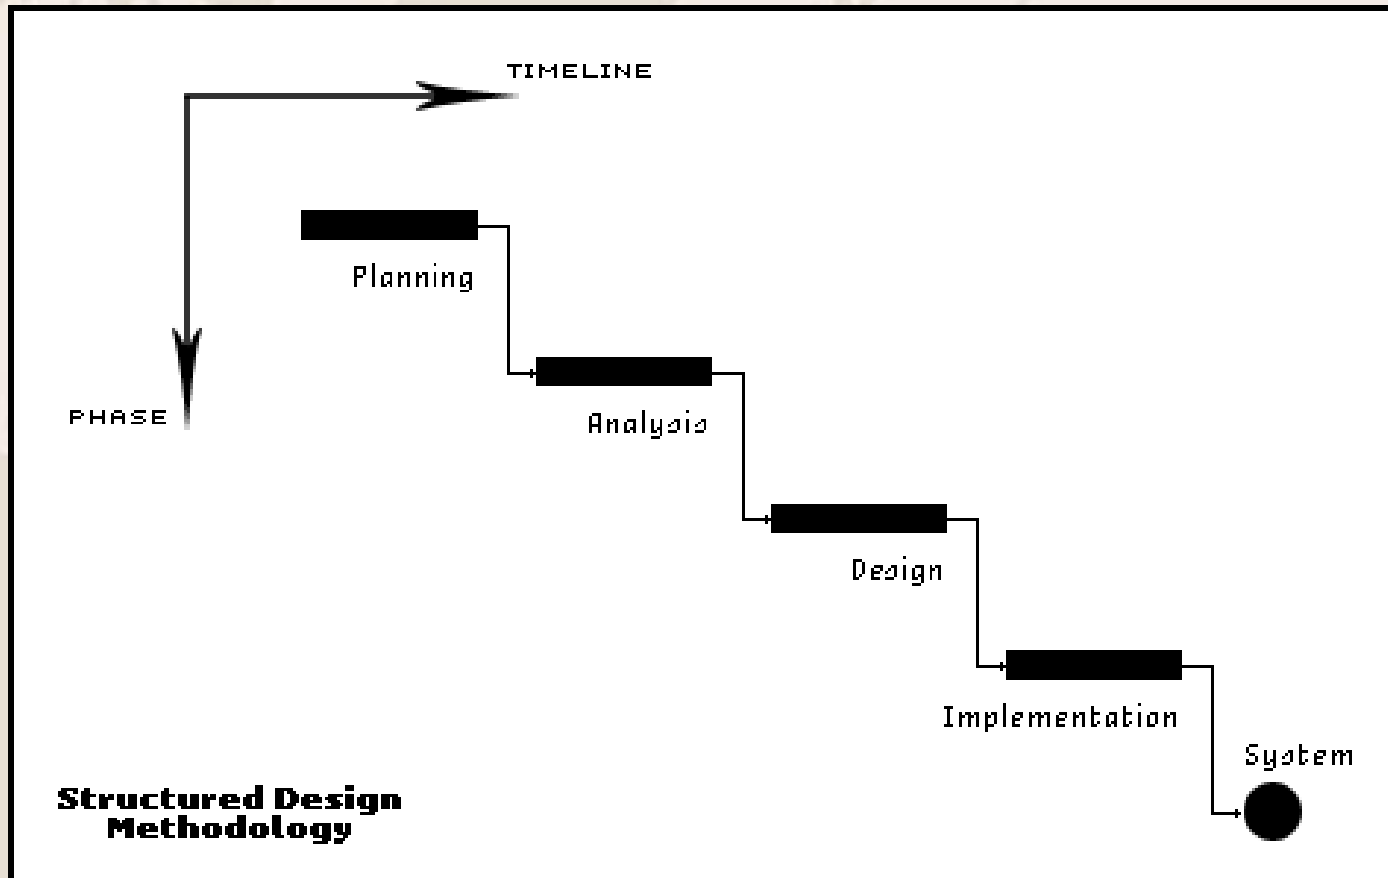 TIMELINE
Planning
PHASE
Analysis
Design
Implementation
System
Structured Design
Methodology